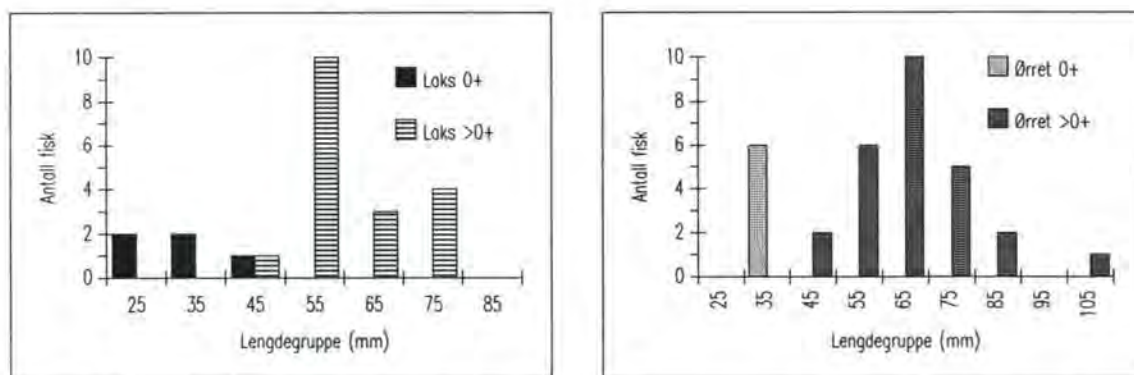 10
8
6
4
2
0
Antall fisk
Laks 0+
Laks >0+
25 35 45 55 65 75 85
Lengdegruppe (mm)
10
8
6
4
2
0
Antall fisk
Ørret 0+
Ørret >0+
25 35 45 55 65 75 85 95 105
Lengdegruppe (mm)